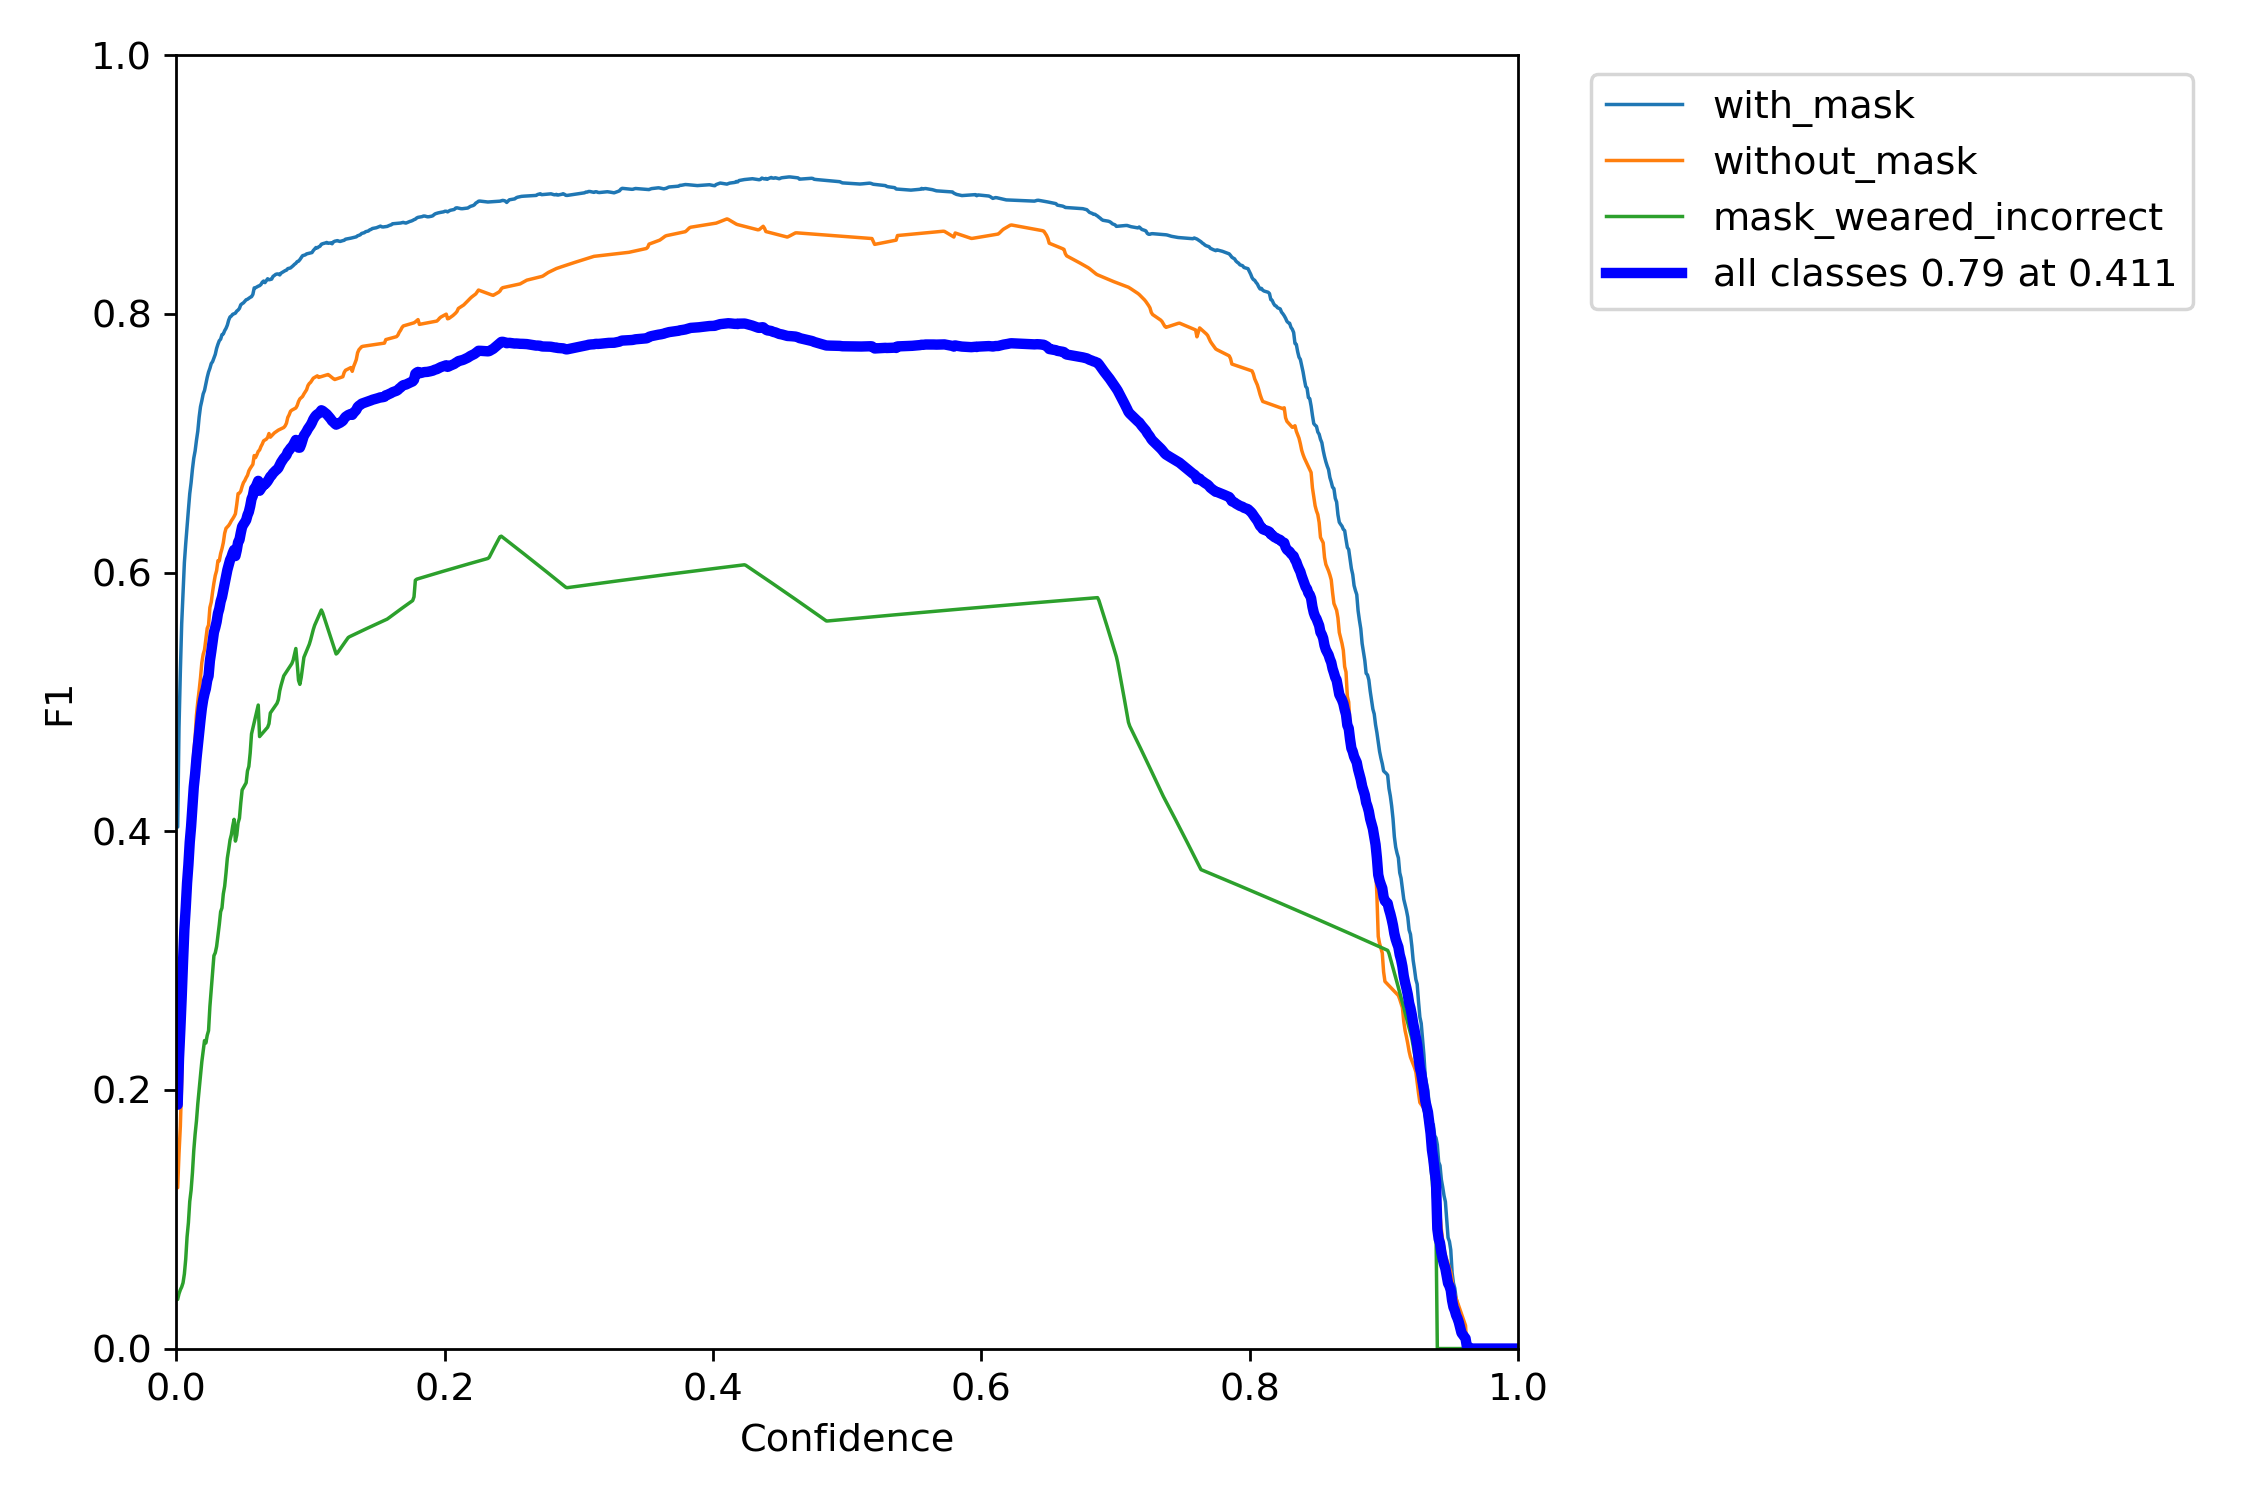 1.0
0.8
0.6
0.4
0.2
0.0
F1
0.0 0.2 0.4 0.6 0.8 1.0
Confidence
with_mask
without_mask
mask_weared_incorrect
all classes 0.79 at 0.411